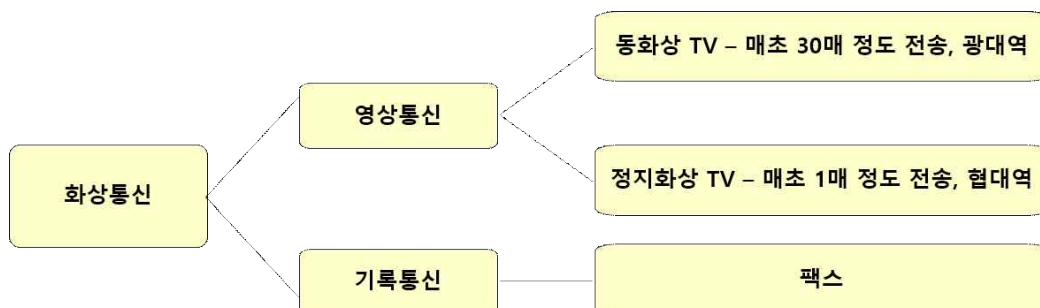 화상통신
영상통신
동화상 TV – 매초 30매 정도 전송, 광대역
정지화상 TV – 매초 1매 정도 전송, 협대역
기록통신
팩스